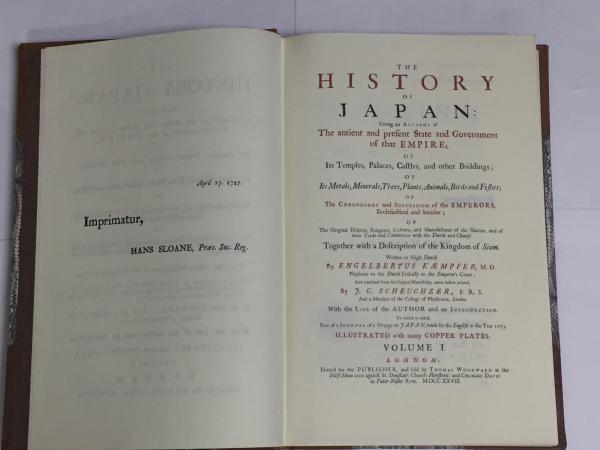 April 27. 1727.
Imprimatur,
HANS SLOANE, Præs. Soc. Reg.
THE
HISTORY
OF
JAPAN:
Giving an ACCOUNT of
The antient and present State and Government
of that EMPIRE;
OF
Its Temples, Palaces, Castles, and other Buildings;
OF
Its Metals, Minerals, Trees, Plants, Animals, Birds and Fishes;
OF
The CHRONOLOGY and SUCCESSION of the EMPERORS,
Ecclesiastical and Secular;
OF
The Original Descent, Religions, Customs, and Manufactures of the Natives, and of
their Trade and Commerce with the Dutch and Chinese.
Together with a Description of the Kingdom of Siam.
Written in High Dutch
By ENGELBERTUS KÆMPFER, M.D.
Physician to the Dutch Embassy to the Emperor's Court;
And translated from his Original Manuscript, never before printed,
By J. G. SCHEUCHZER, F.R.S.
And a Member of the College of Physicians, London.
With the LIFE of the AUTHOR and an INTRODUCTION
To which is added,
Part of a JOURNAL of a Voyage to JAPAN, made by the English in the Year 1673.
ILLUSTRATED with many COPPER PLATES.
VOLUME I.
LONDON:
Printed for the PUBLISHER, and sold by THOMAS WOODWARD at the
Half-Moon over against St. Dunstan's Church Fleetstreet, and CHARLES DAVIS
in Pater-Noster Row. MDCCXXVIII.